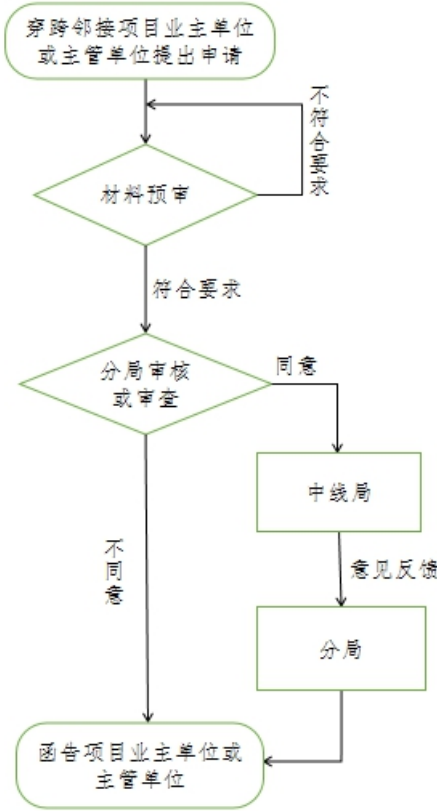 穿跨邻接项目业主单位
或主管单位提出申请
不符合要求
材料预审
符合要求
分局审核
或审查
同意
中线局
不同意
意见反馈
分局
函告项目业主单位或
主管单位